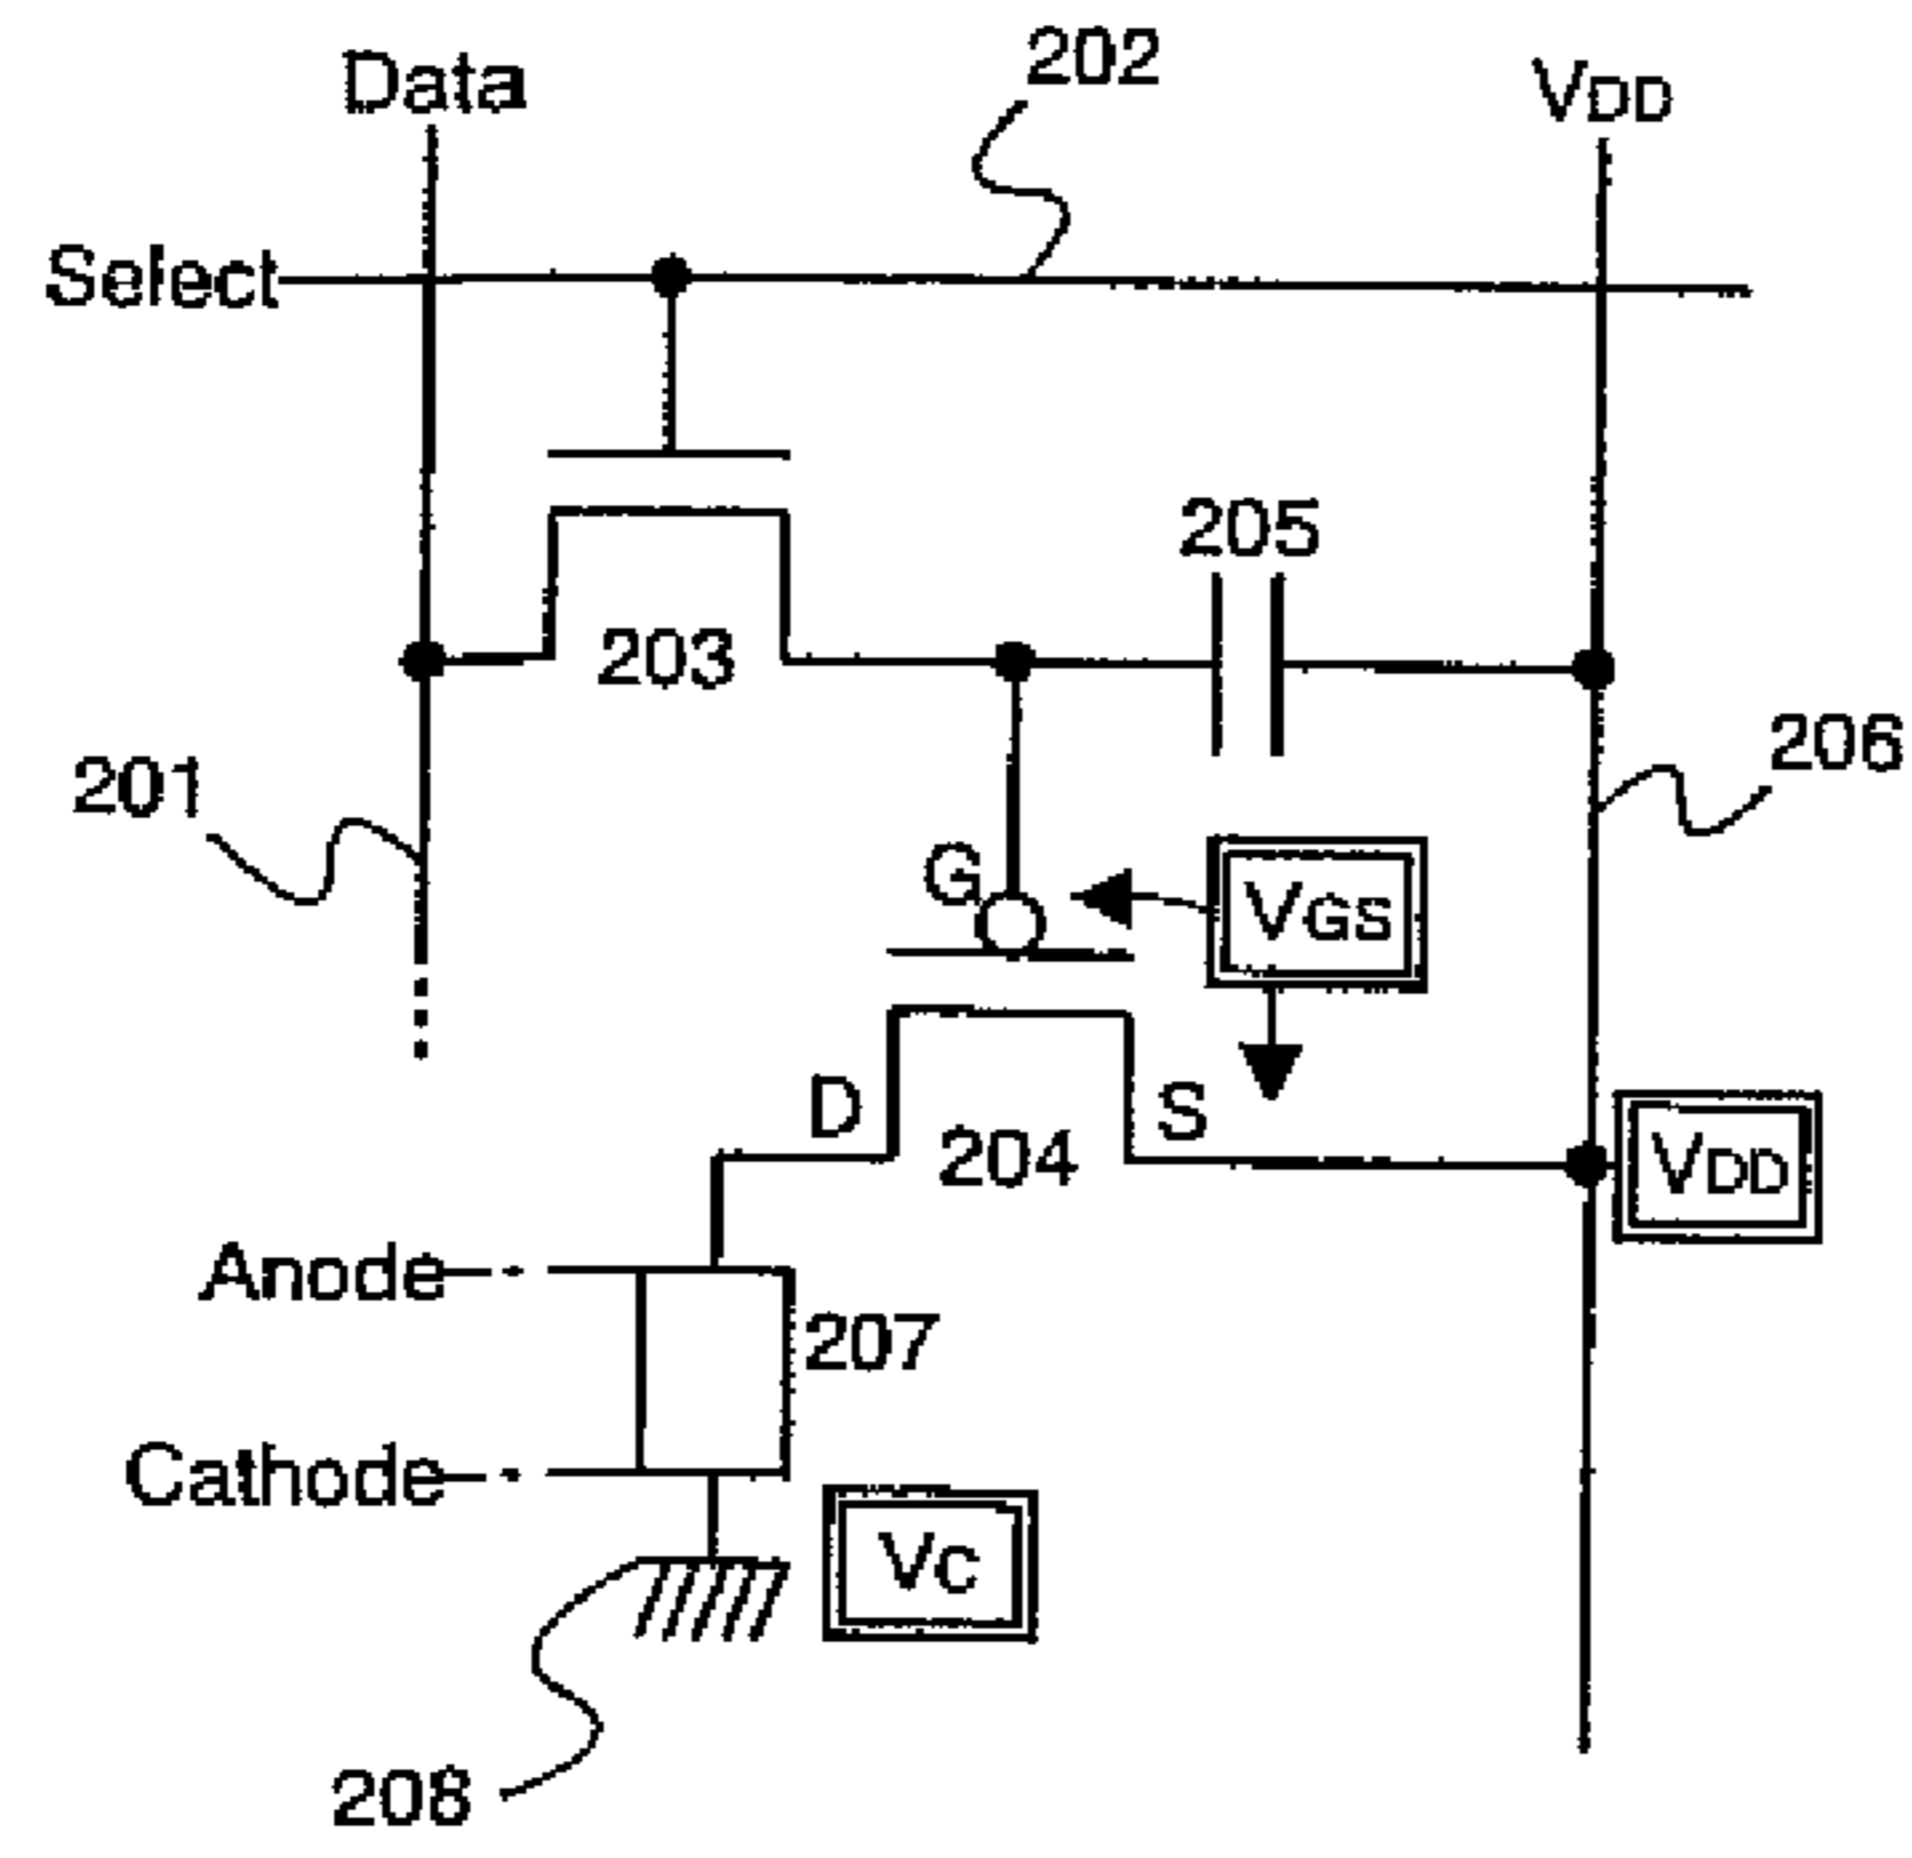 202
Data
VDD
Select
205
203
206
201
G
VGS
D
S
204
VDD
Anode
207
Cathode
VC
208